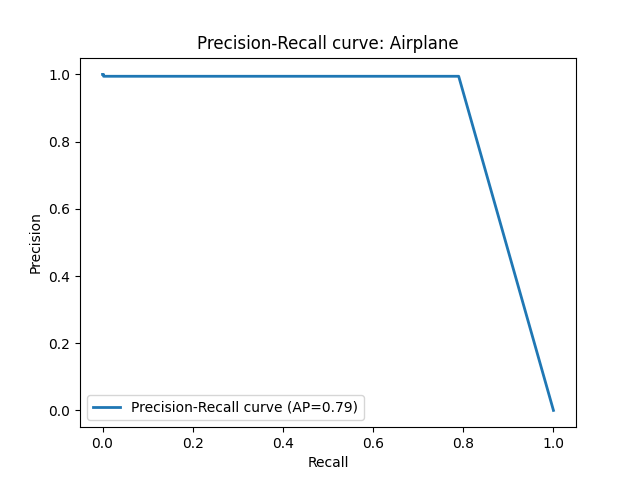 Precision-Recall curve: Airplane
1.0
0.8
0.6
0.4
0.2
0.0
Precision
Precision-Recall curve (AP=0.79)
0.0 0.2 0.4 0.6 0.8 1.0
Recall